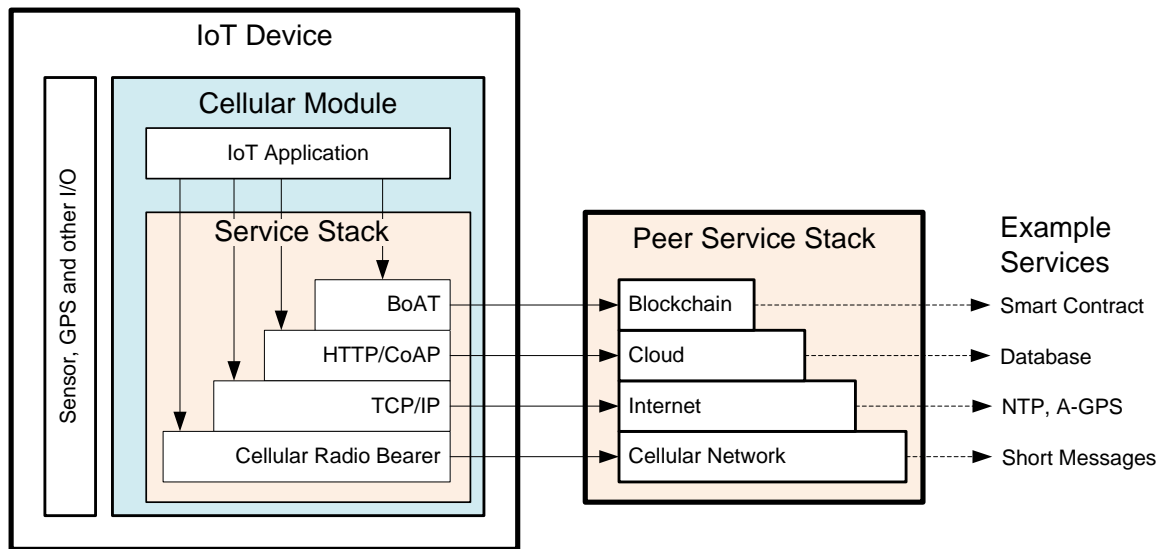 IoT Device
Sensor, GPS and other I/O
Cellular Module
IoT Application
Service Stack
BoAT
HTTP/CoAP
TCP/IP
Cellular Radio Bearer
Peer Service Stack
Blockchain
Cloud
Internet
Cellular Network
Example
Services
Smart Contract
Database
NTP, A-GPS
Short Messages